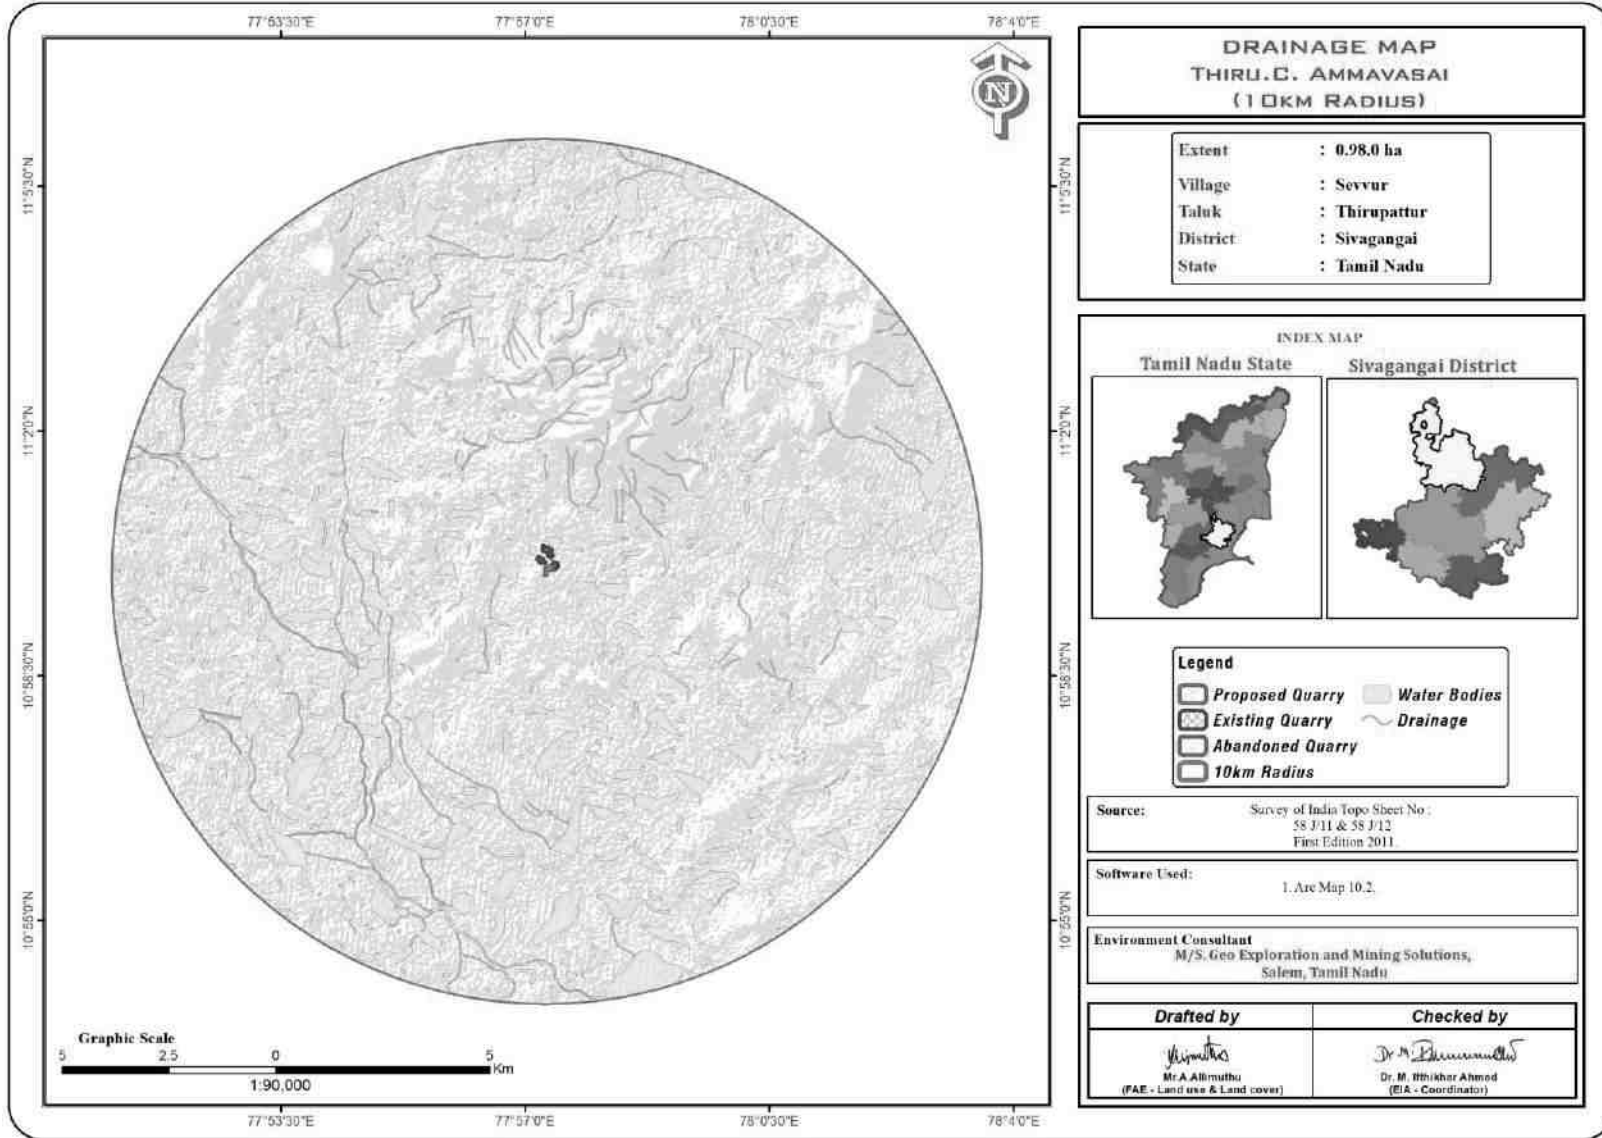 77°53'30"E 77°57'0"E 78°0'30"E 78°4'0"E
N
11°5'30"N 11°5'30"N
11°2'0"N 11°2'0"N
10°58'30"N 10°58'30"N
10°55'0"N 10°55'0"N
Graphic Scale
5 2.5 0 5
Km
1:90,000
77°53'30"E 77°57'0"E 78°0'30"E 78°4'0"E
DRAINAGE MAP
THIRU.C. AMMAVASAI
(10KM RADIUS)
Extent : 0.98.0 ha
Village : Sevvur
Taluk : Thirupattur
District : Sivagangai
State : Tamil Nadu
INDEX MAP
Tamil Nadu State Sivagangai District
Legend
Proposed Quarry Water Bodies
Existing Quarry Drainage
Abandoned Quarry
10km Radius
Source: Survey of India Topo Sheet No :
58 J/11 & 58 J/12
First Edition 2011.
Software Used:
1. Arc Map 10.2.
Environment Consultant
M/S. Geo Exploration and Mining Solutions,
Salem, Tamil Nadu
Drafted by Checked by
Mr.A.Allimuthu Dr. M. Ifthikhar Ahmed
(FAE - Land use & Land cover) (EIA - Coordinator)